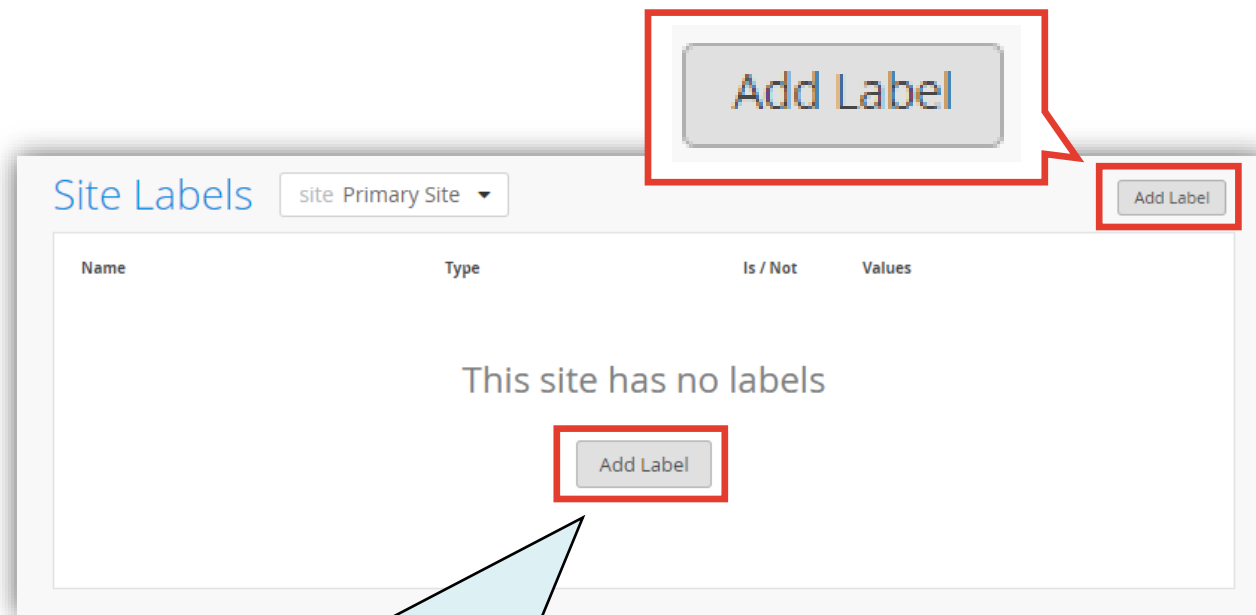 Add Label
Site Labels site Primary Site Add Label
Name Type Is / Not Values
This site has no labels
Add Label